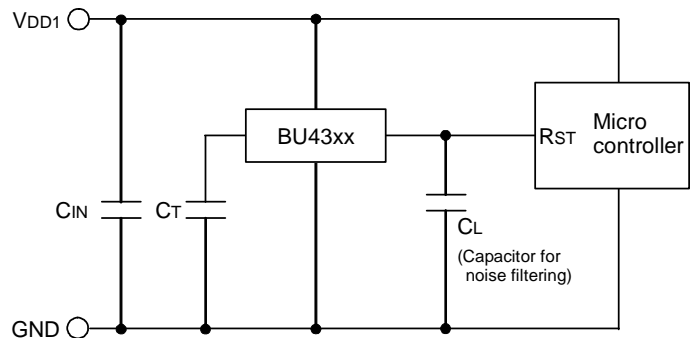 VDD1
BU43xx
RST
Micro
controller
CIN
CT
CL
(Capacitor for
noise filtering)
GND